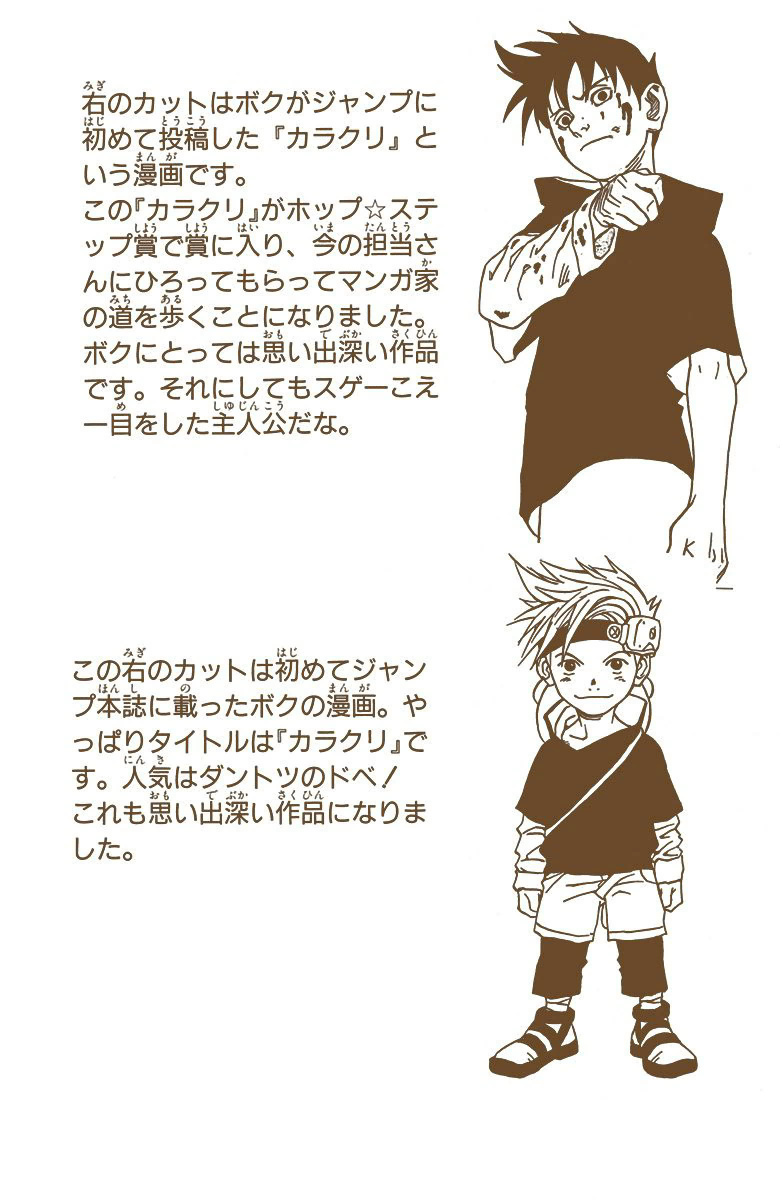 右のカットはボクがジャンプに
初めて投稿した『カラクリ』と
いう漫画です。
この『カラクリ』がホップ☆ステ
ップ賞で賞に入り、今の担当さ
んにひろってもらってマンガ家
の道を歩くことになりました。
ボクにとっては思い出深い作品
です。それにしてもスゲーこえ
ー目をした主人公だな。
この右のカットは初めてジャン
プ本誌に載ったボクの漫画。や
っぱりタイトルは『カラクリ』で
す。人気はダントツのドベ!
これも思い出深い作品になりま
した。